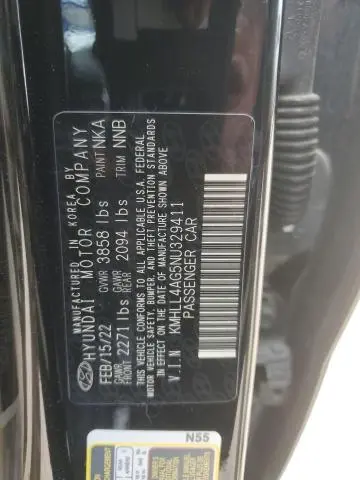 MANUFACTURED IN KOREA BY
HYUNDAI MOTOR COMPANY
FEB/15/22 GVWR 3858 lbs PAINT NKA
GAWR FRONT 2271 lbs GAWR REAR 2094 lbs TRIM NNB
THIS VEHICLE CONFORMS TO ALL APPLICABLE U.S.A. FEDERAL
MOTOR VEHICLE SAFETY, BUMPER, AND THEFT PREVENTION STANDARDS
IN EFFECT ON THE DATE OF MANUFACTURE SHOWN ABOVE
V.I.N KMHLL4AG5NU329411
PASSENGER CAR
N55